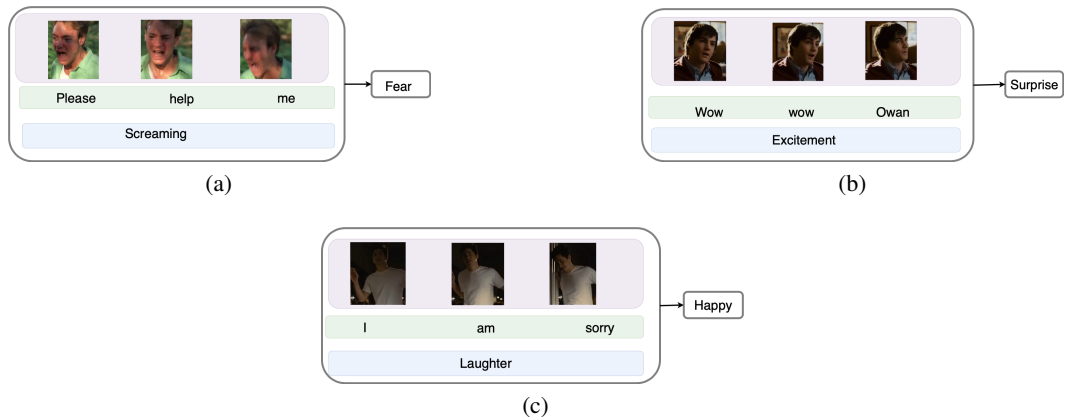 Please help me
Fear
Screaming
(a)
Wow wow Owan
Surprise
Excitement
(b)
I am sorry
Happy
Laughter
(c)